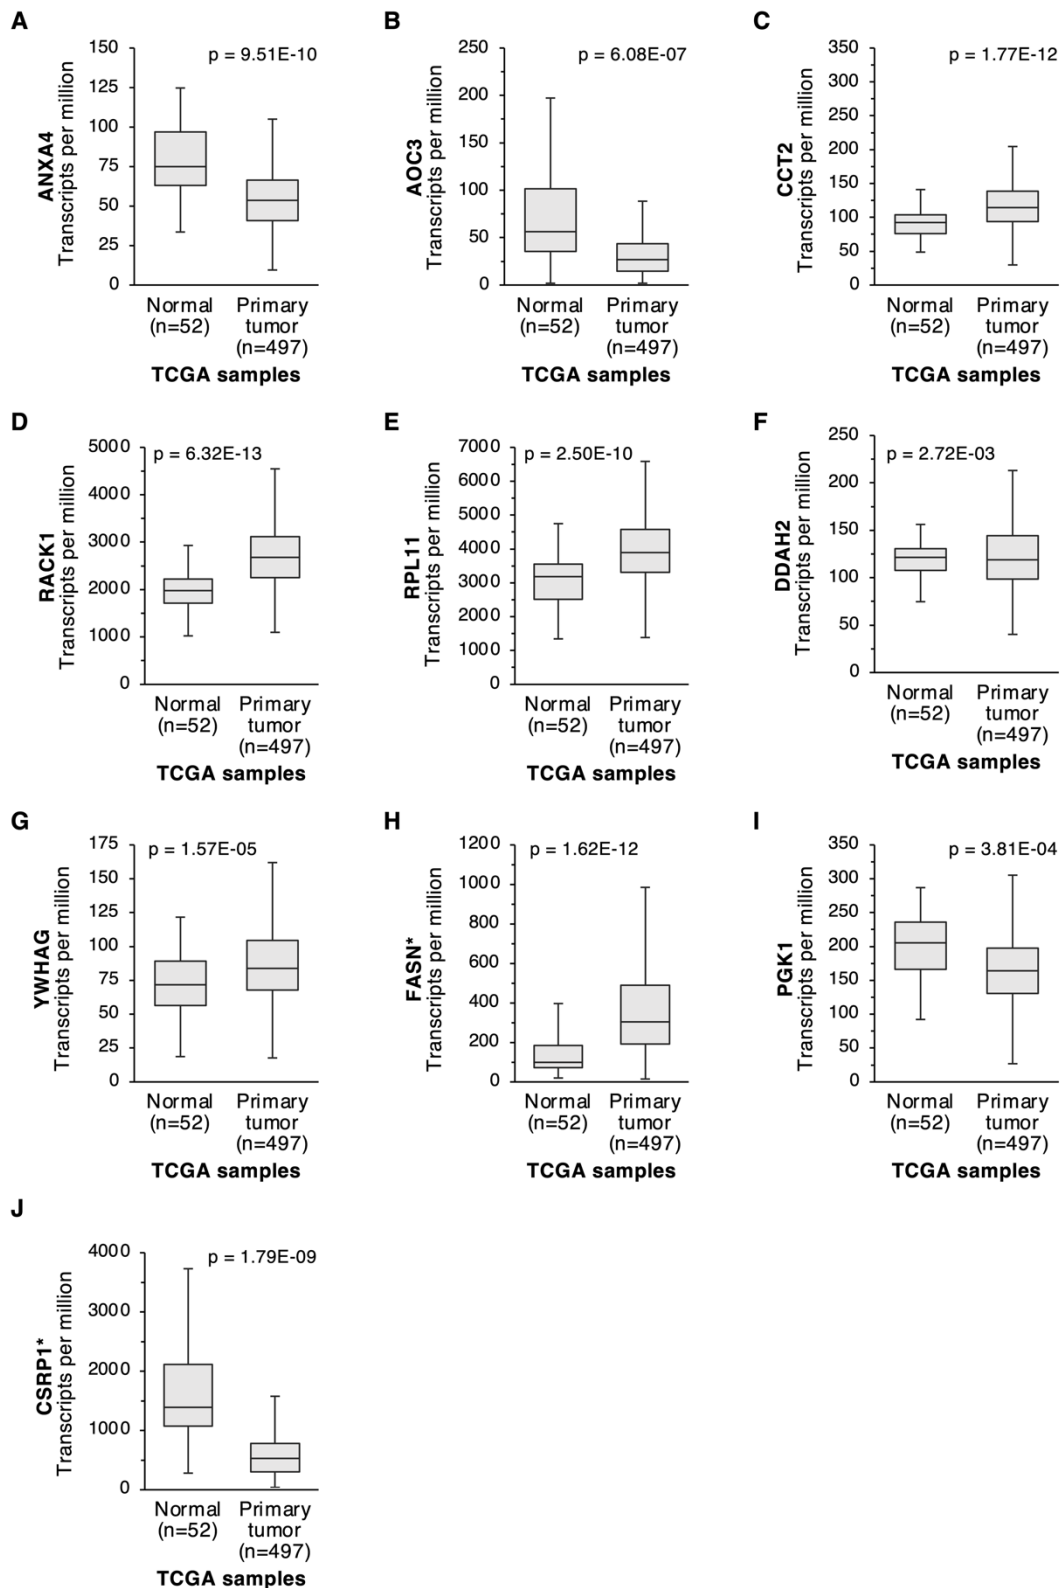 A
p = 9.51E-10
ANXA4
Transcripts per million
150
125
100
75
50
25
0
Normal
(n=52)
Primary
tumor
(n=497)
TCGA samples
B
p = 6.08E-07
AOC3
Transcripts per million
250
200
150
100
50
0
Normal
(n=52)
Primary
tumor
(n=497)
TCGA samples
C
p = 1.77E-12
CCT2
Transcripts per million
350
300
250
200
150
100
50
0
Normal
(n=52)
Primary
tumor
(n=497)
TCGA samples
D
p = 6.32E-13
RACK1
Transcripts per million
5000
4000
3000
2000
1000
0
Normal
(n=52)
Primary
tumor
(n=497)
TCGA samples
E
p = 2.50E-10
RPL11
Transcripts per million
7000
6000
5000
4000
3000
2000
1000
0
Normal
(n=52)
Primary
tumor
(n=497)
TCGA samples
F
p = 2.72E-03
DDAH2
Transcripts per million
250
200
150
100
50
0
Normal
(n=52)
Primary
tumor
(n=497)
TCGA samples
G
p = 1.57E-05
YWHAG
Transcripts per million
175
150
125
100
75
50
25
0
Normal
(n=52)
Primary
tumor
(n=497)
TCGA samples
H
p = 1.62E-12
FASN*
Transcripts per million
1200
1000
800
600
400
200
0
Normal
(n=52)
Primary
tumor
(n=497)
TCGA samples
I
p = 3.81E-04
PGK1
Transcripts per million
350
300
250
200
150
100
50
0
Normal
(n=52)
Primary
tumor
(n=497)
TCGA samples
J
p = 1.79E-09
CSRP1*
Transcripts per million
4000
3000
2000
1000
0
Normal
(n=52)
Primary
tumor
(n=497)
TCGA samples